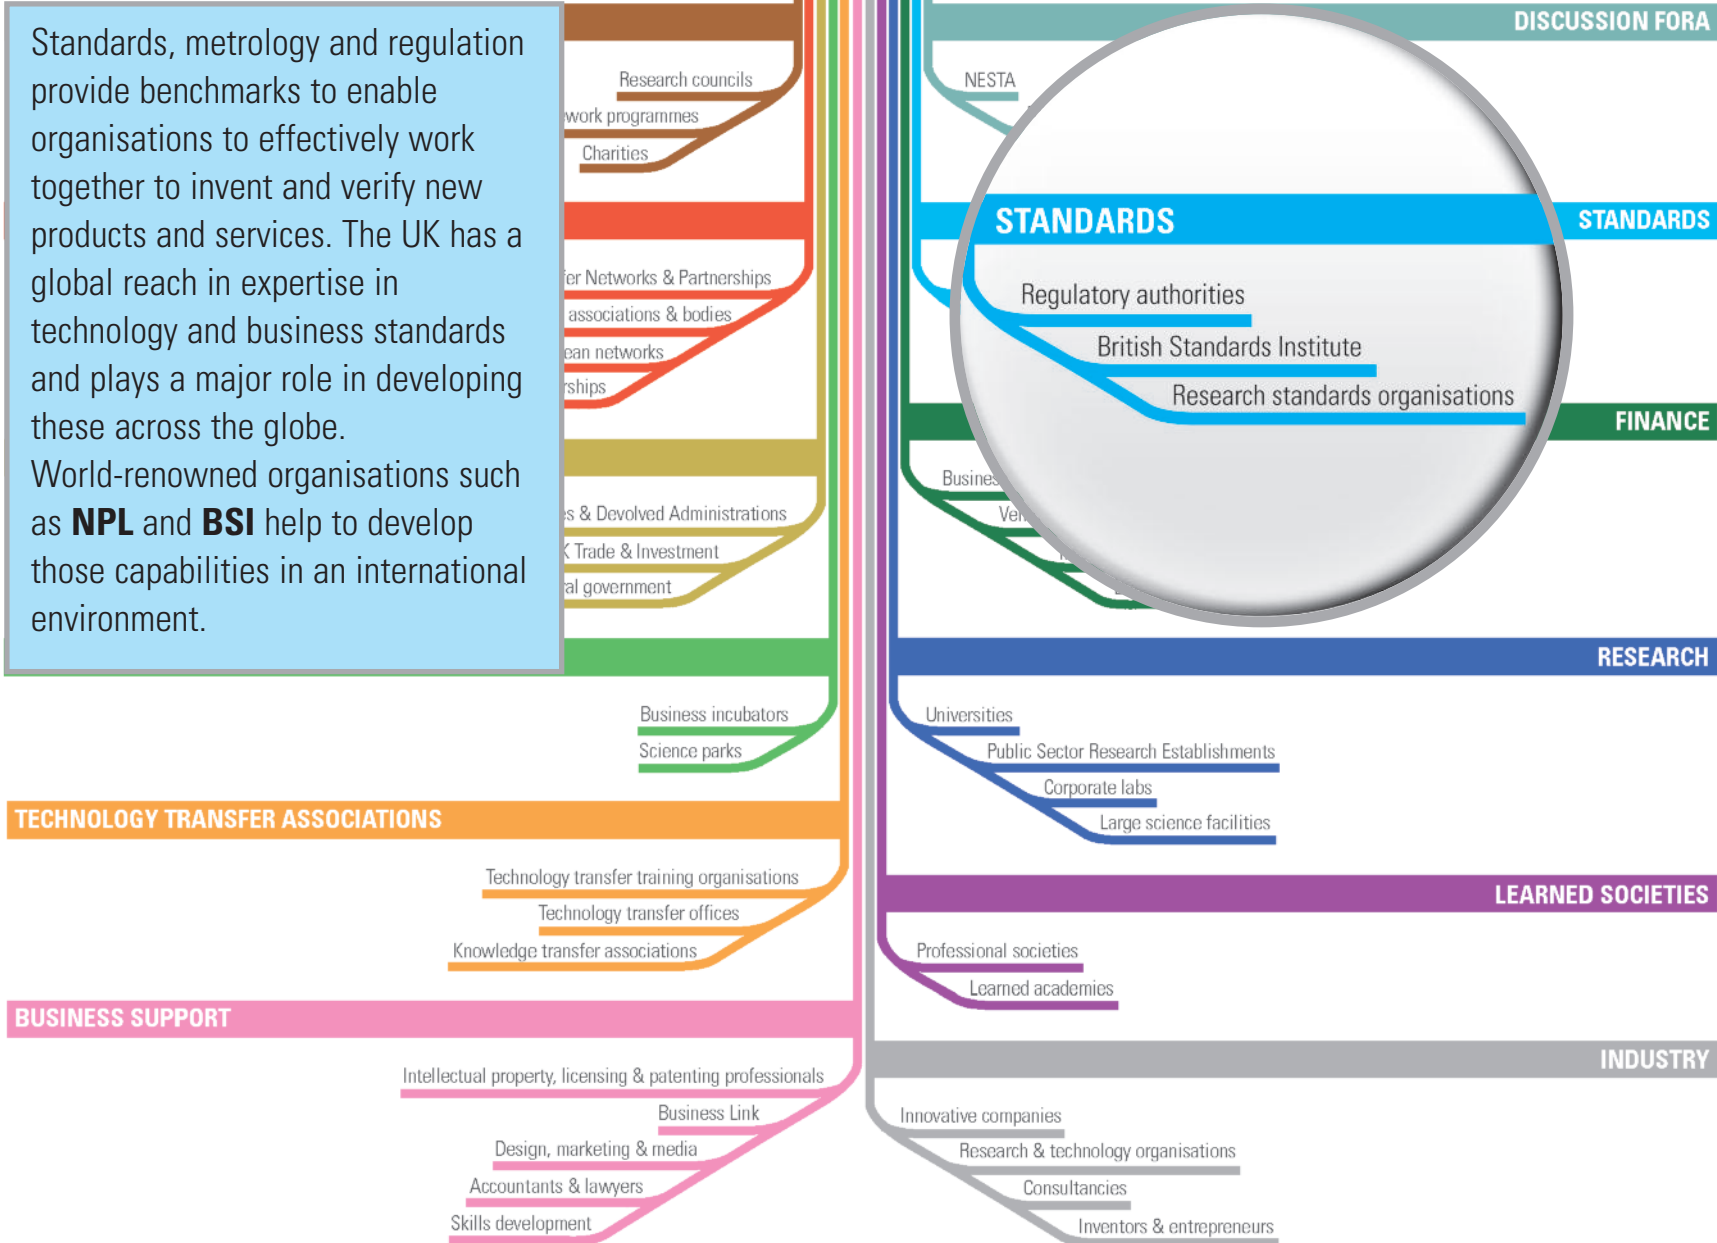 Standards, metrology and regulation
provide benchmarks to enable
organisations to effectively work
together to invent and verify new
products and services. The UK has a
global reach in expertise in
technology and business standards
and plays a major role in developing
these across the globe.
World-renowned organisations such
as NPL and BSI help to develop
those capabilities in an international
environment.
Research councils
work programmes
Charities
Networks & Partnerships
associations & bodies
networks
& Devolved Administrations
Trade & Investment
government
Business incubators
Science parks
TECHNOLOGY TRANSFER ASSOCIATIONS
Technology transfer training organisations
Technology transfer offices
Knowledge transfer associations
BUSINESS SUPPORT
Intellectual property, licensing & patenting professionals
Business Link
Design, marketing & media
Accountants & lawyers
Skills development
DISCUSSION FORA
NESTA
STANDARDS
STANDARDS
Regulatory authorities
British Standards Institute
Research standards organisations
FINANCE
RESEARCH
Universities
Public Sector Research Establishments
Corporate labs
Large science facilities
LEARNED SOCIETIES
Professional societies
Learned academies
INDUSTRY
Innovative companies
Research & technology organisations
Consultancies
Inventors & entrepreneurs